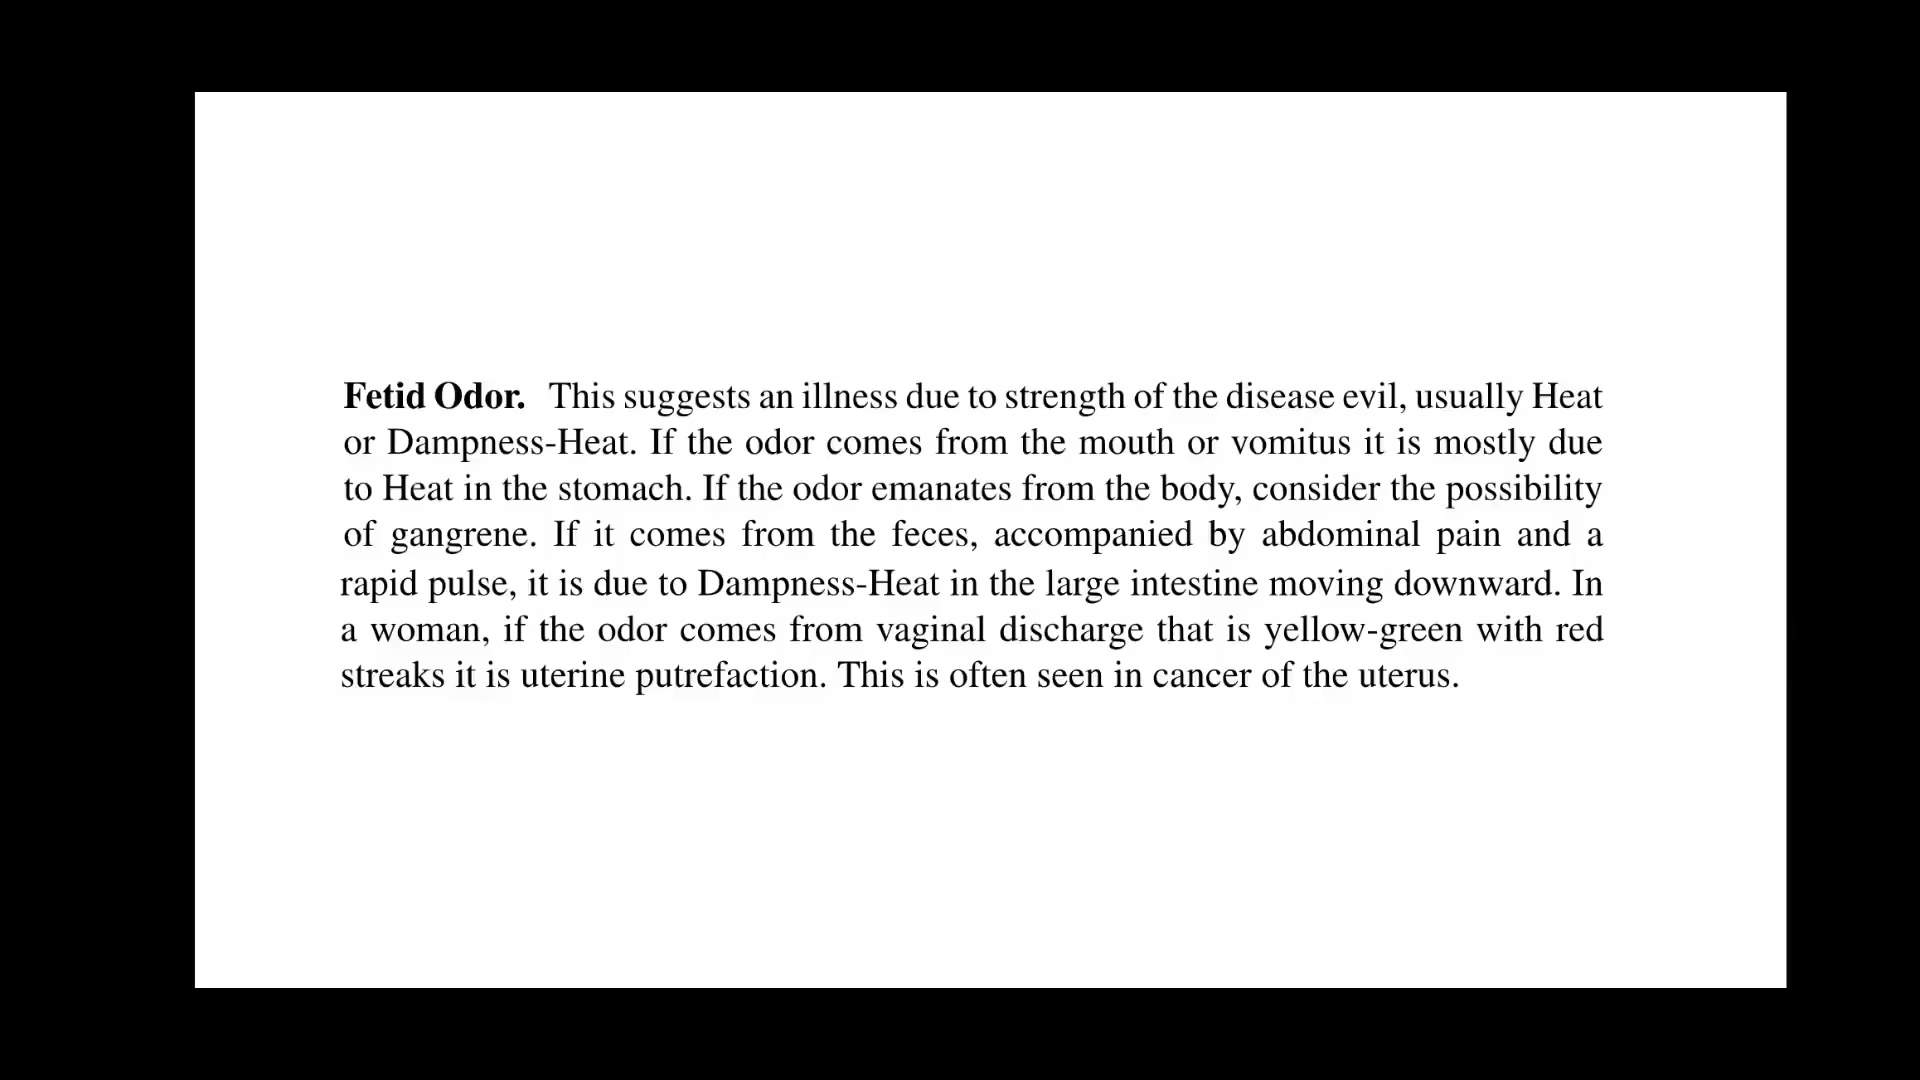 Fetid Odor. This suggests an illness due to strength of the disease evil, usually Heat
or Dampness-Heat. If the odor comes from the mouth or vomitus it is mostly due
to Heat in the stomach. If the odor emanates from the body, consider the possibility
of gangrene. If it comes from the feces, accompanied by abdominal pain and a
rapid pulse, it is due to Dampness-Heat in the large intestine moving downward. In
a woman, if the odor comes from vaginal discharge that is yellow-green with red
streaks it is uterine putrefaction. This is often seen in cancer of the uterus.